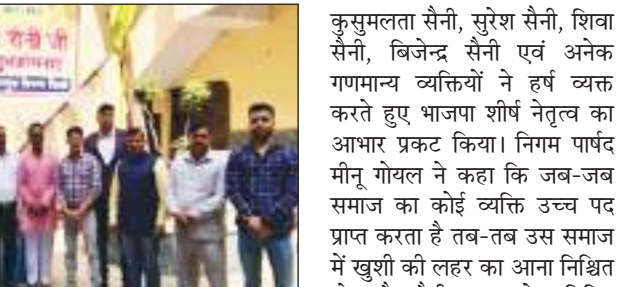 सैनी जी
कुसुमलता सैनी, सुरेश सैनी, शिवा
सैनी, बिजेन्द्र सैनी एवं अनेक
गणमान्य व्यक्तियों ने हर्ष व्यक्त
करते हुए भाजपा शीर्ष नेतृत्व का
आभार प्रकट किया। निगम पार्षद
मीनू गोयल ने कहा कि जब-जब
समाज का कोई व्यक्ति उच्च पद
प्राप्त करता है तब-तब उस समाज
में खुशी की लहर का आना निश्चित